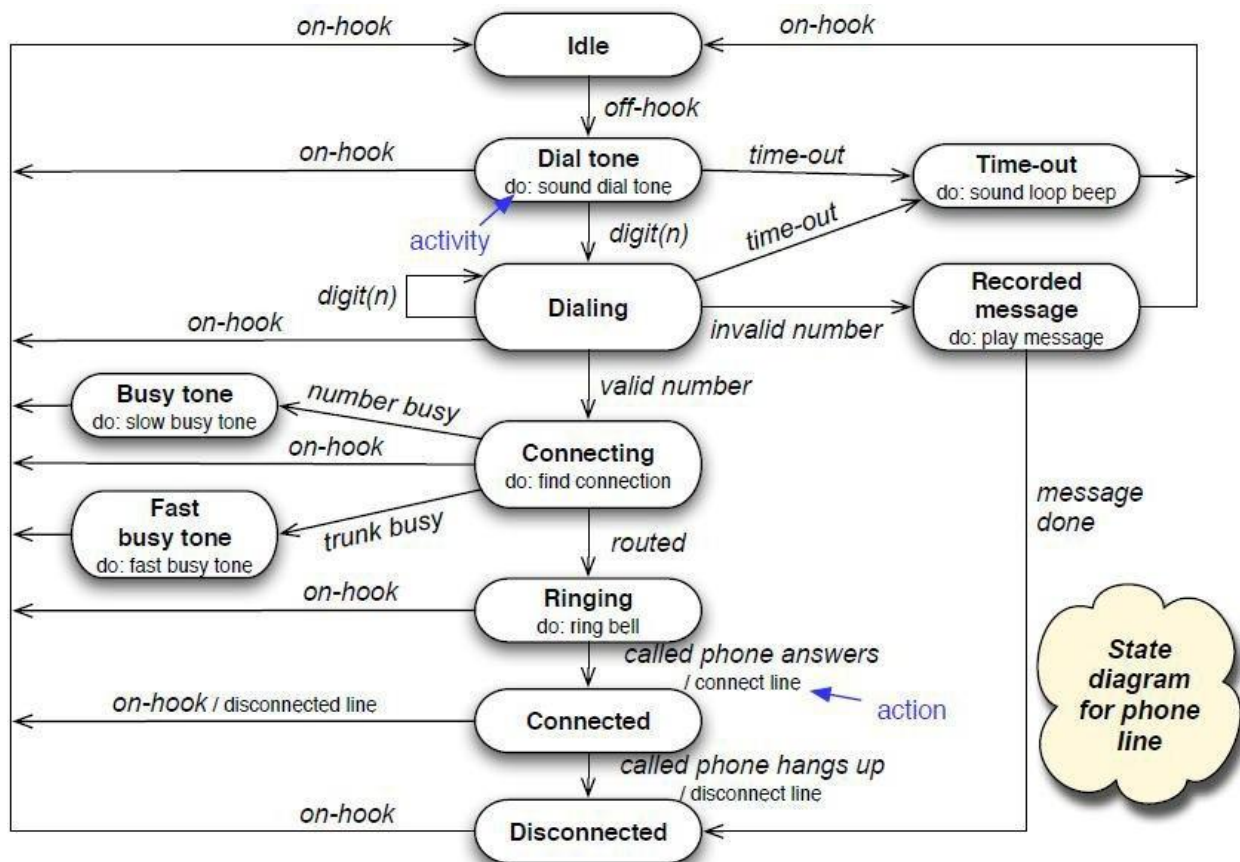 on-hook
Idle
on-hook
off-hook
on-hook
Dial tone
do: sound dial tone
time-out
Time-out
do: sound loop beep
activity
digit(n)
time-out
digit(n)
Dialing
on-hook
invalid number
Recorded
message
do: play message
valid number
Busy tone
do: slow busy tone
number busy
on-hook
Connecting
do: find connection
Fast
busy tone
do: fast busy tone
trunk busy
routed
message
done
on-hook
Ringing
do: ring bell
called phone answers
/ connect line
action
on-hook / disconnected line
Connected
called phone hangs up
/ disconnect line
on-hook
Disconnected
State
diagram
for phone
line